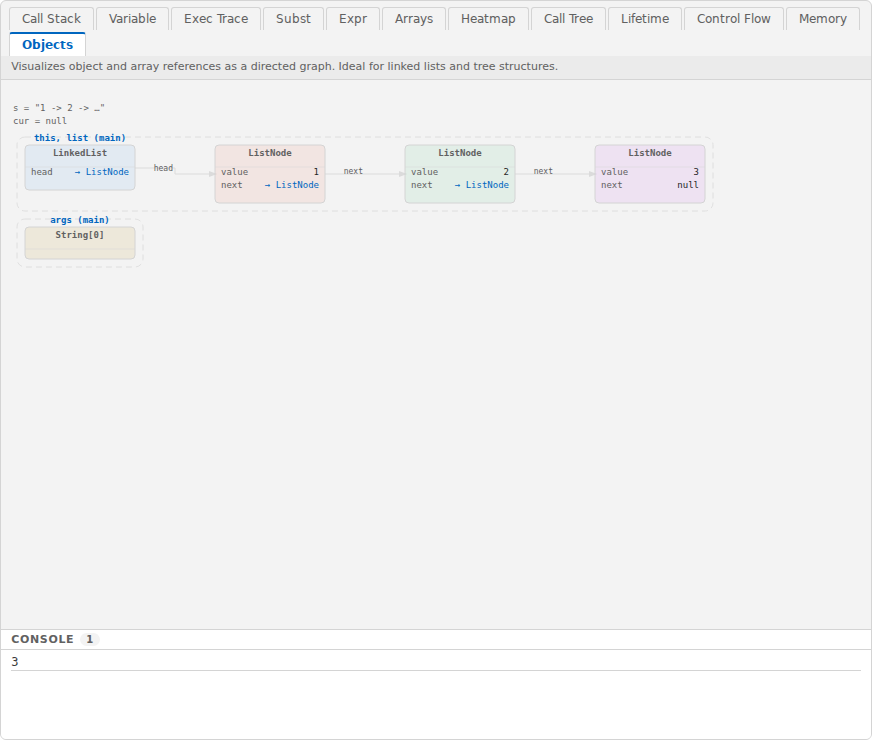 Call Stack Variable Exec Trace Subst Expr Arrays Heatmap Call Tree Lifetime Control Flow Memory
Objects
Visualizes object and array references as a directed graph. Ideal for linked lists and tree structures.
s = "1 -> 2 -> …"
cur = null
this, list (main)
LinkedList
head → ListNode
head
ListNode
value 1
next → ListNode
next
ListNode
value 2
next → ListNode
next
ListNode
value 3
next null
args (main)
String[0]
CONSOLE 1
3